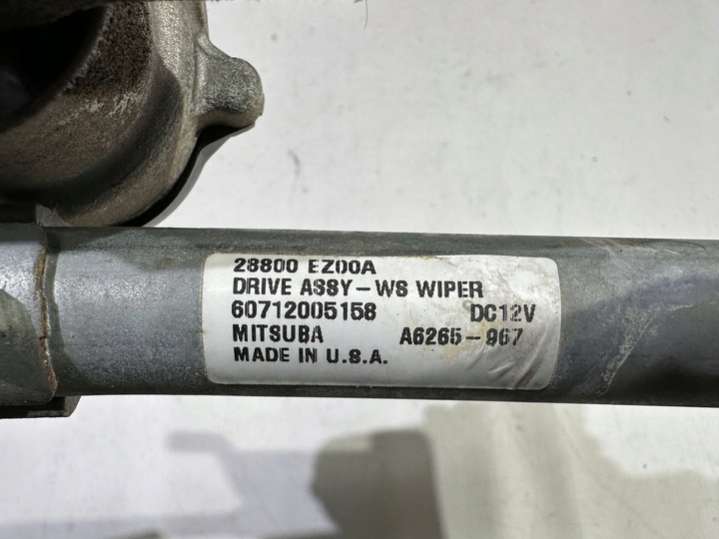 28800 EZ00A
DRIVE ASSY-WS WIPER
60712005158 DC12V
MITSUBA A6265-967
MADE IN U.S.A.